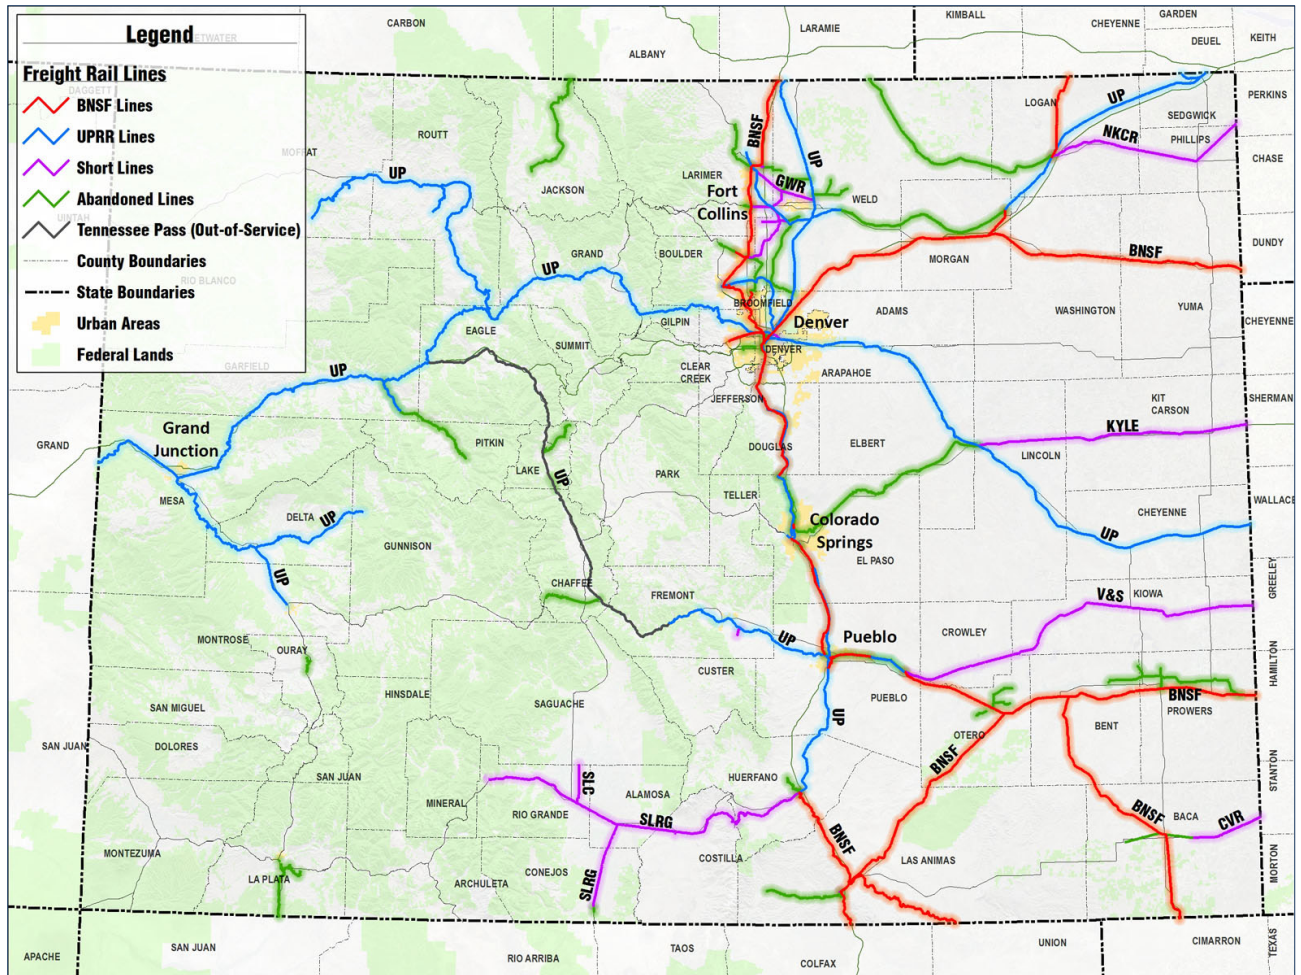 CARBON
KIMBALL
GARDEN
CHEYENNE
LARAMIE
Legend
ETWATER
DEUEL
KEITH
ALBANY
Freight Rail Lines
DAGGETT
PERKINS
BNSF Lines
LOGAN
UP
SEDGWICK
UPRR Lines
ROUTT
BNSF
NKCR
PHILLIPS
MOFFAT
UP
CHASE
Short Lines
UP
LARIMER
GWR
JACKSON
Fort
Collins
WELD
Abandoned Lines
UINTAH
Tennessee Pass (Out-of-Service)
GRAND
BOULDER
MORGAN
BNSF
DUNDY
County Boundaries
UP
RIO BLANCO
State Boundaries
BROOMFIELD
ADAMS
WASHINGTON
YUMA
Urban Areas
EAGLE
GILPIN
Denver
CHEYENNE
Federal Lands
SUMMIT
DENVER
GARFIELD
UP
CLEAR
CREEK
ARAPAHOE
JEFFERSON
KIT
CARSON
SHERMAN
Grand
Junction
KYLE
GRAND
PITKIN
DOUGLAS
ELBERT
LINCOLN
LAKE
UP
PARK
MESA
TELLER
WALLACE
DELTA
UP
Colorado
Springs
CHEYENNE
UP
GUNNISON
EL PASO
UP
CHAFFEE
FREMONT
V&S
KIOWA
GREELEY
MONTROSE
OURAY
UP
Pueblo
CROWLEY
CUSTER
HAMILTON
HINSDALE
SAGUACHE
PUEBLO
BNSF
SAN MIGUEL
UP
PROWERS
BENT
OTERO
SAN JUAN
DOLORES
BNSF
SAN JUAN
SLC
HUERFANO
STANTON
MINERAL
ALAMOSA
RIO GRANDE
SLRG
BNSF
BNSF
BACA
CVR
MONTEZUMA
COSTILLA
LAS ANIMAS
LA PLATA
ARCHULETA
CONEJOS
SLRG
MORTON
SAN JUAN
TAOS
UNION
CIMARRON
TEXAS
APACHE
RIO ARRIBA
COLFAX